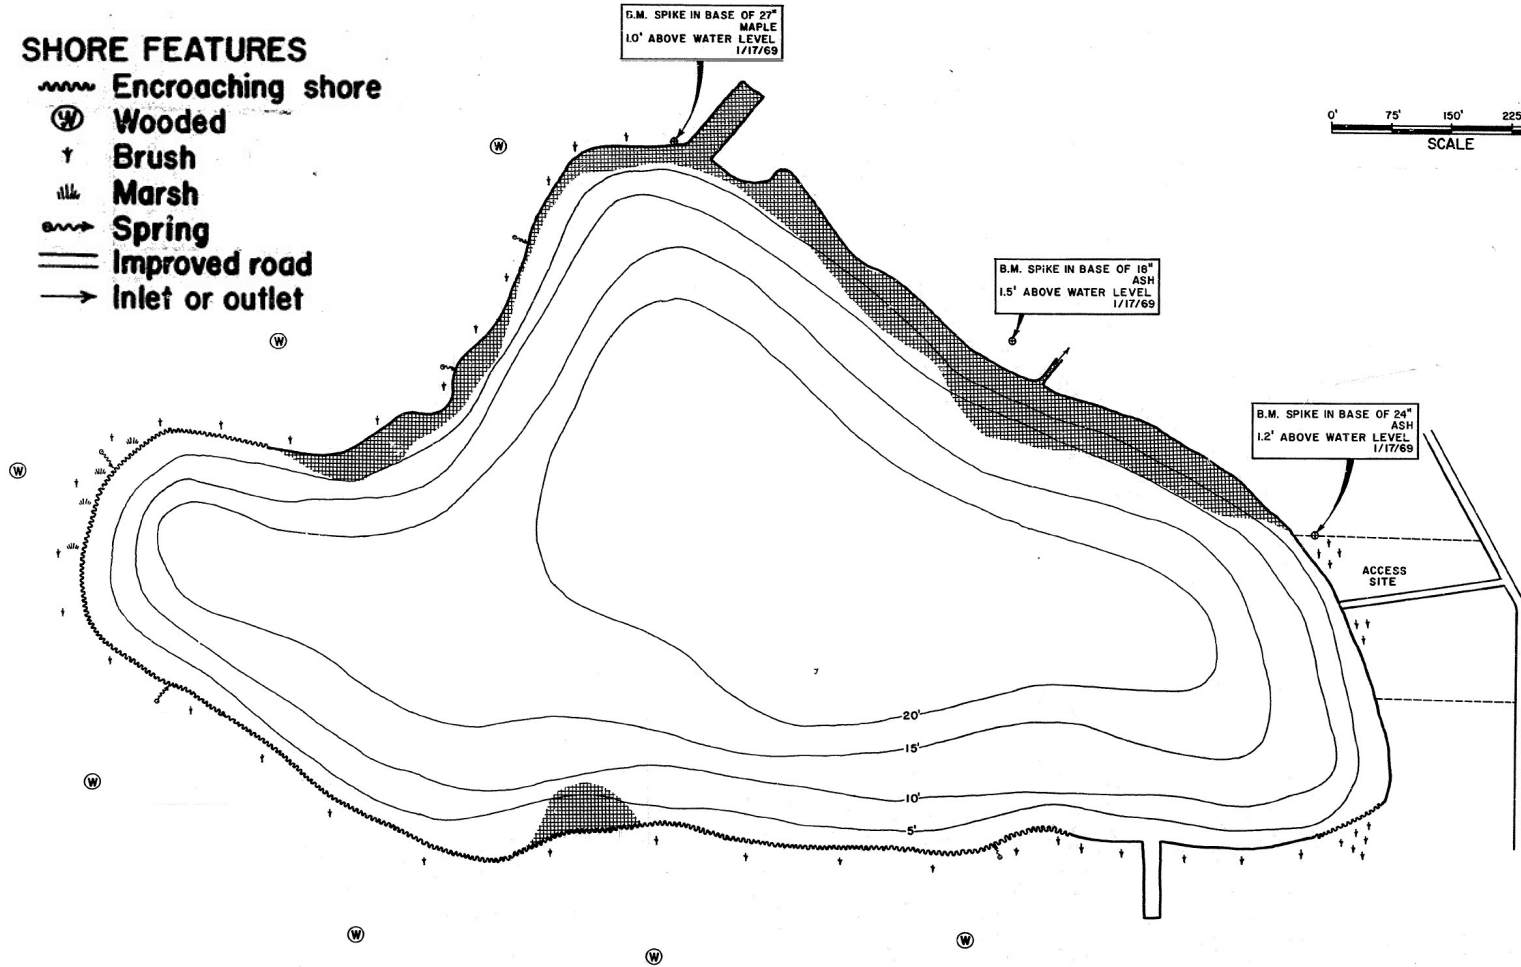 B.M. SPIKE IN BASE OF 27"
MAPLE
1.0' ABOVE WATER LEVEL
1/17/69
SHORE FEATURES
Encroaching shore
W Wooded
Brush
Marsh
Spring
Improved road
Inlet or outlet
0' 75' 150' 225
SCALE
W
B.M. SPIKE IN BASE OF 18"
ASH
1.5' ABOVE WATER LEVEL
1/17/69
W
B.M. SPIKE IN BASE OF 24"
ASH
1.2' ABOVE WATER LEVEL
1/17/69
W
ACCESS
SITE
20'
15'
W
10'
5'
W
W
W